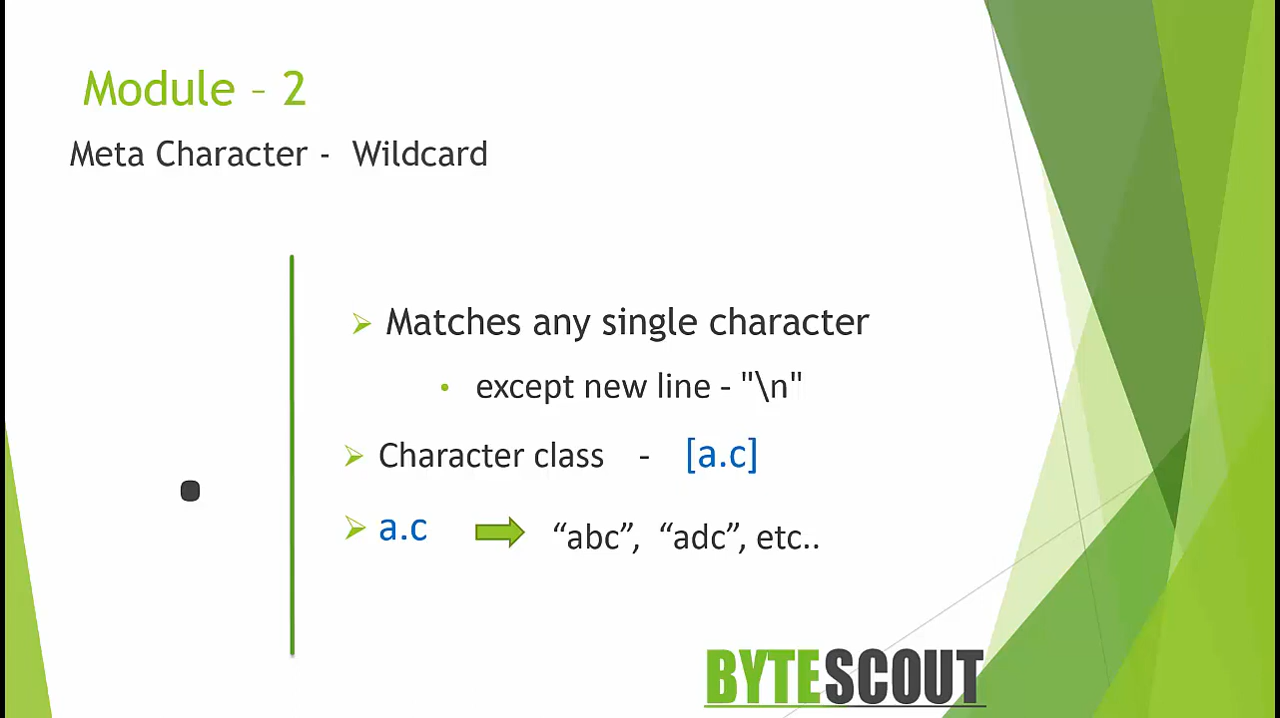 Module – 2
Meta Character - Wildcard
Matches any single character
except new line - "\n"
Character class - [a.c]
.
a.c “abc”, “adc”, etc..
BYTESCOUT